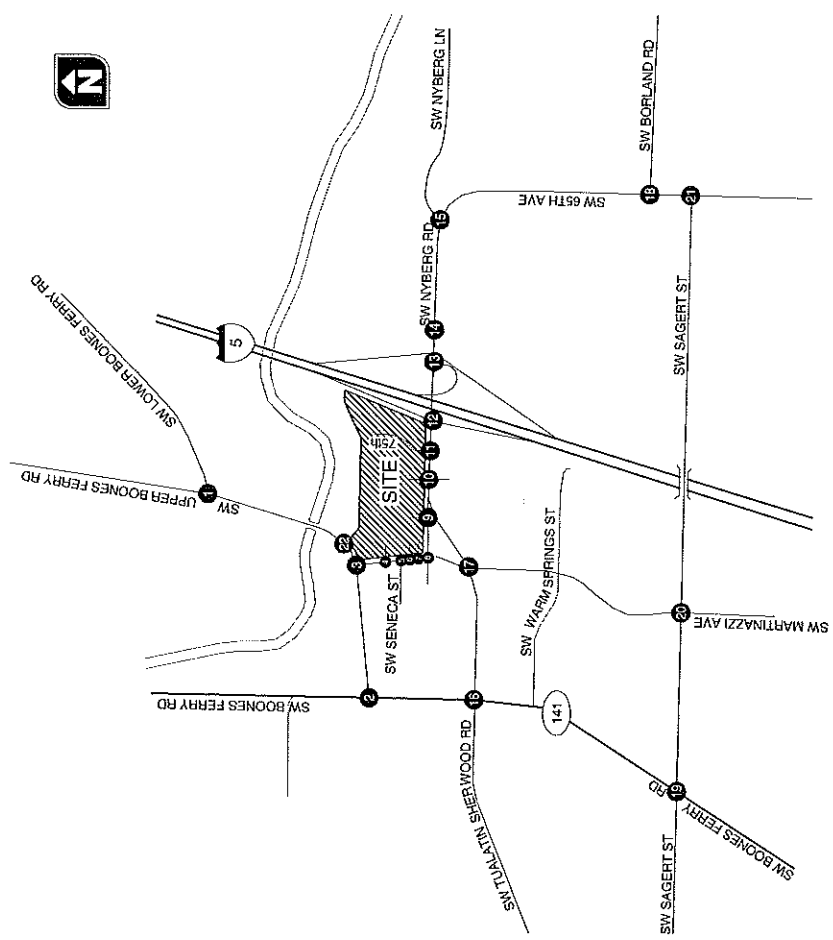 N
SW LOWER BOONES FERRY RD
5
SW
UPPER BOONES FERRY RD
1
22
3
SITE
75th
4
SW SENECA ST
8
9
10
11
12
13
14
15
SW NYBERG RD
SW NYBERG LN
SW 65TH AVE
SW BORLAND RD
18
21
SW BOONES FERRY RD
2
16
17
SW TUALATIN SHERWOOD RD
SW WARM SPRINGS ST
141
SW SAGERT ST
20
SW MARTINAZZI AVE
19
SW BOONES FERRY
RD
SW SAGERT ST